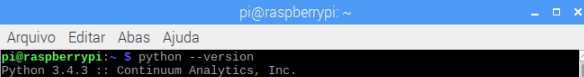 pi@raspberrypi: ~
Arquivo Editar Abas Ajuda
pi@raspberrypi:~ $ python --version
Python 3.4.3 :: Continuum Analytics, Inc.